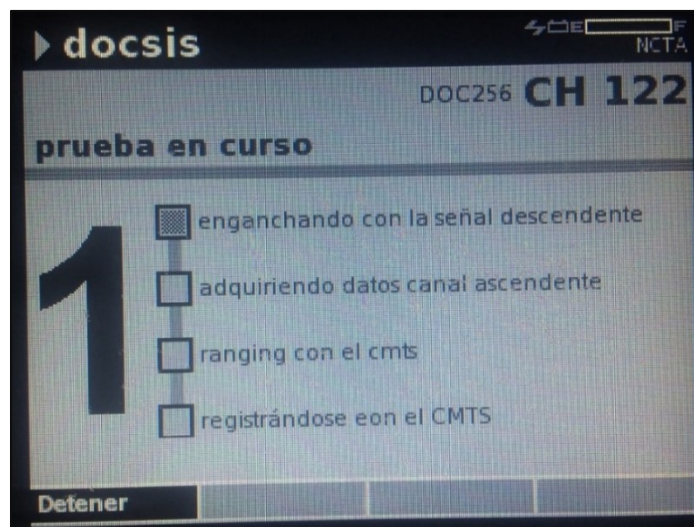 docsis
E F
NCTA
DOC256 CH 122
prueba en curso
1
enganchando con la señal descendente
adquiriendo datos canal ascendente
ranging con el cmts
registrándose eon el CMTS
Detener